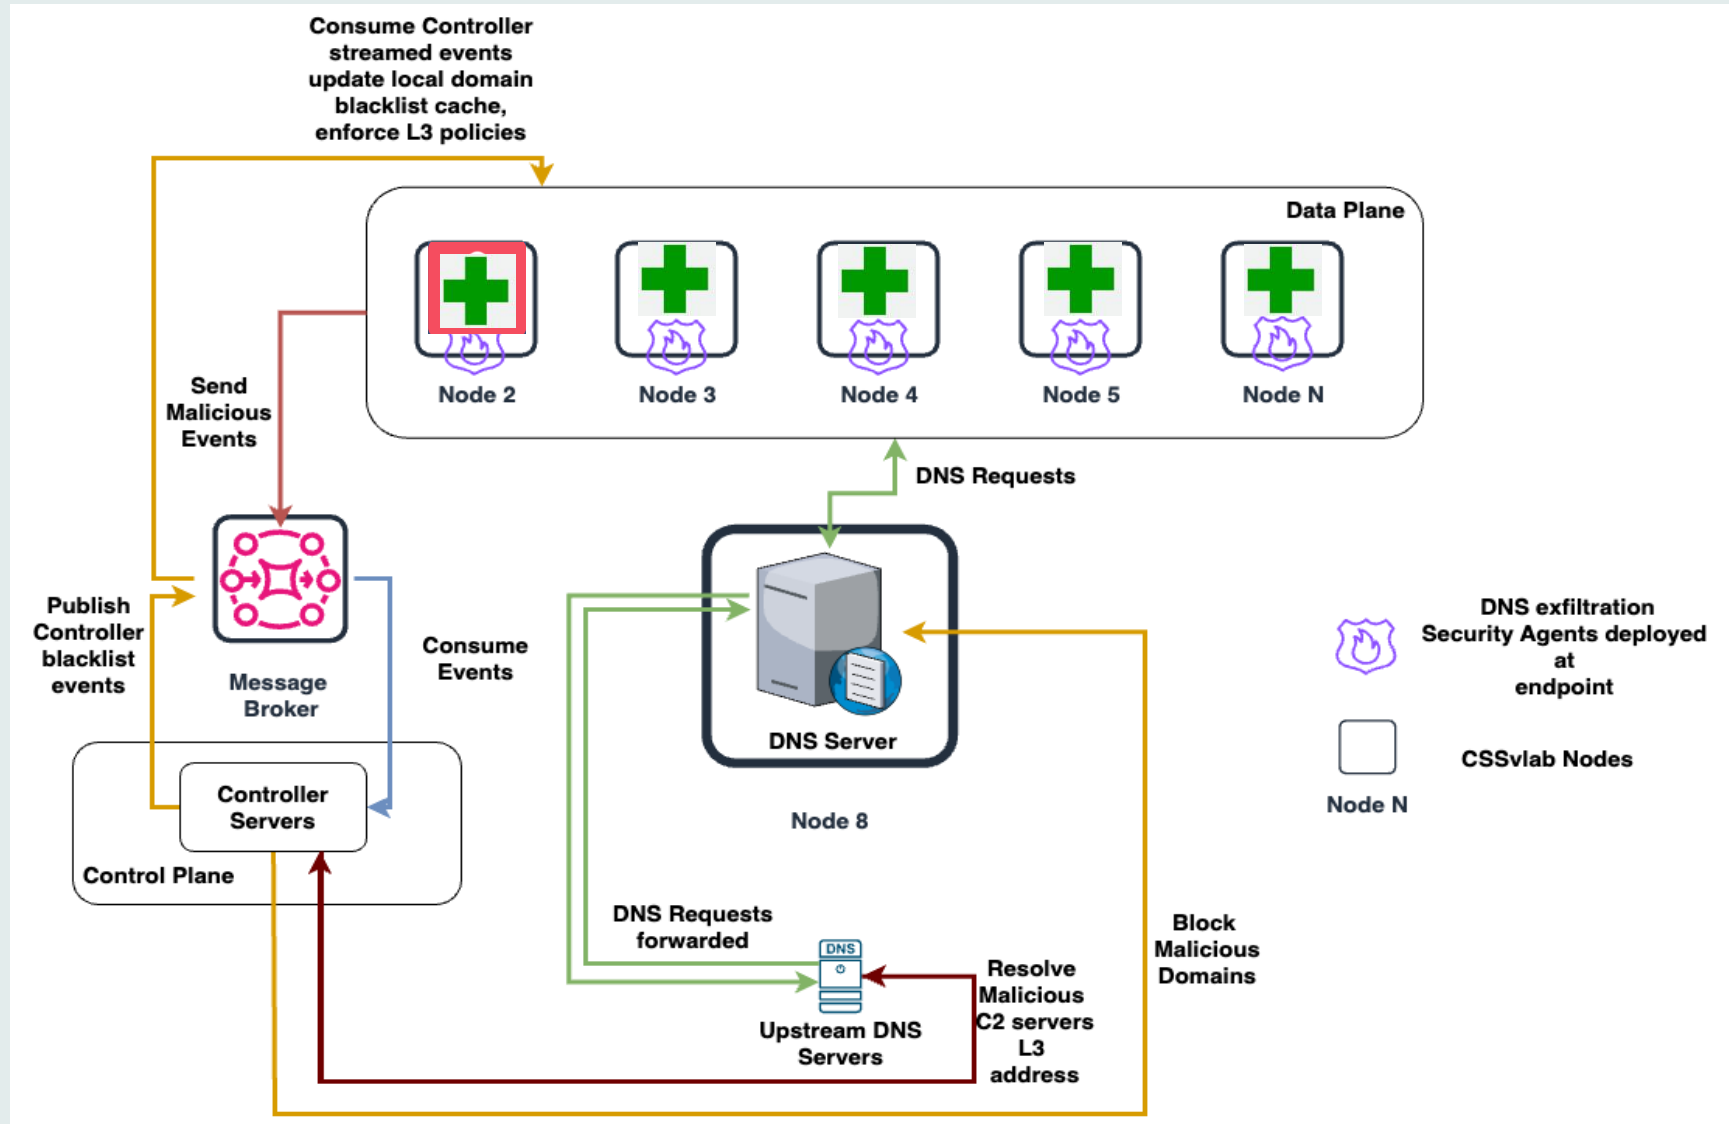 Consume Controller
streamed events
update local domain
blacklist cache,
enforce L3 policies
Data Plane
Node 2
Node 3
Node 4
Node 5
Node N
Send
Malicious
Events
DNS Requests
Publish
Controller
blacklist
events
Message
Broker
Consume
Events
DNS Server
Node 8
DNS exfiltration
Security Agents deployed
at
endpoint
CSSvlab Nodes
Node N
Controller
Servers
Control Plane
DNS Requests
forwarded
DNS
Upstream DNS
Servers
Resolve
Malicious
C2 servers
L3
address
Block
Malicious
Domains